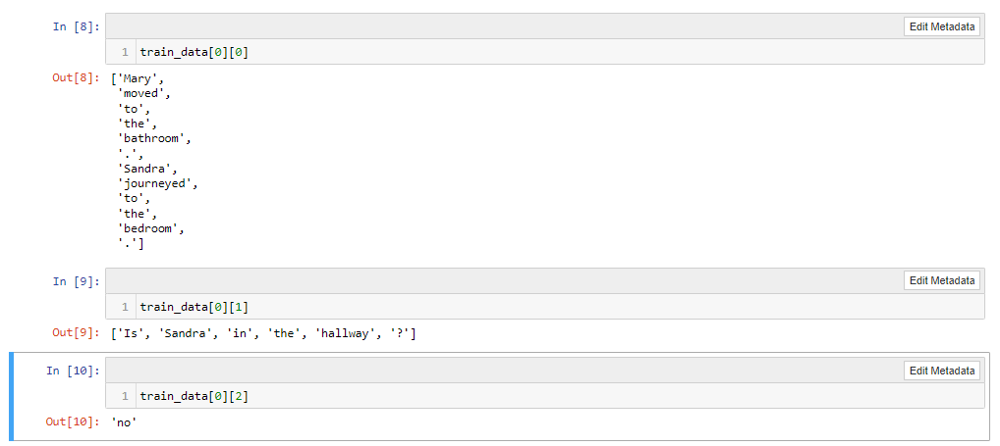 In [8]:
Edit Metadata
1 train_data[0][0]
Out[8]: ['Mary',
'moved',
'to',
'the',
'bathroom',
'.',
'Sandra',
'journeyed',
'to',
'the',
'bedroom',
'.']
In [9]:
Edit Metadata
1 train_data[0][1]
Out[9]: ['Is', 'Sandra', 'in', 'the', 'hallway', '?']
In [10]:
Edit Metadata
1 train_data[0][2]
Out[10]: 'no'